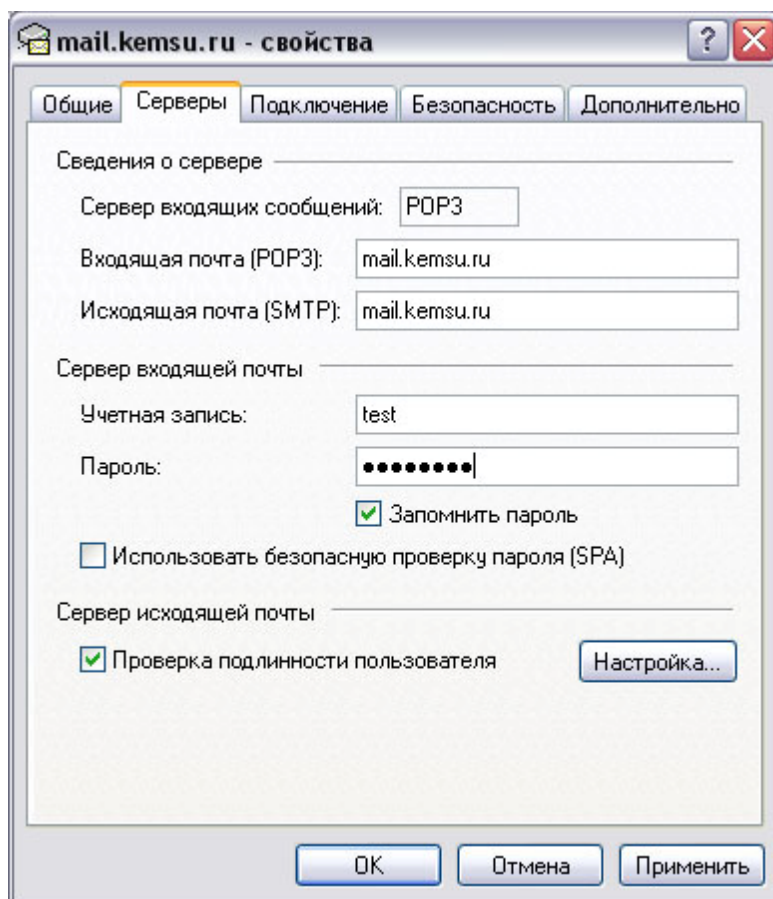 mail.kemsu.ru - свойства
Общие Серверы Подключение Безопасность Дополнительно
Сведения о сервере
Сервер входящих сообщений: POP3
Входящая почта (POP3): mail.kemsu.ru
Исходящая почта (SMTP): mail.kemsu.ru
Сервер входящей почты
Учетная запись: test
Пароль: ●●●●●●●●
Запомнить пароль
Использовать безопасную проверку пароля (SPA)
Сервер исходящей почты
Проверка подлинности пользователя Настройка...
OK Отмена Применить